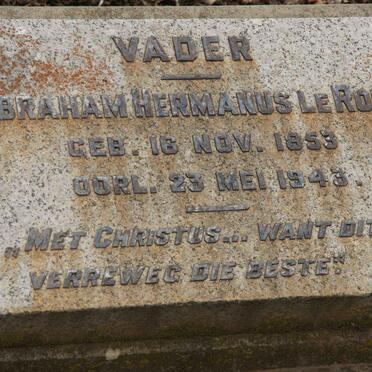 VADER
BRAHAM HERMANUS LE RO
GEB. 16 NOV. 1853
OORL. 23 MEI 1943.
„MET CHRISTUS... WANT DIT
VERREWEG DIE BESTE".